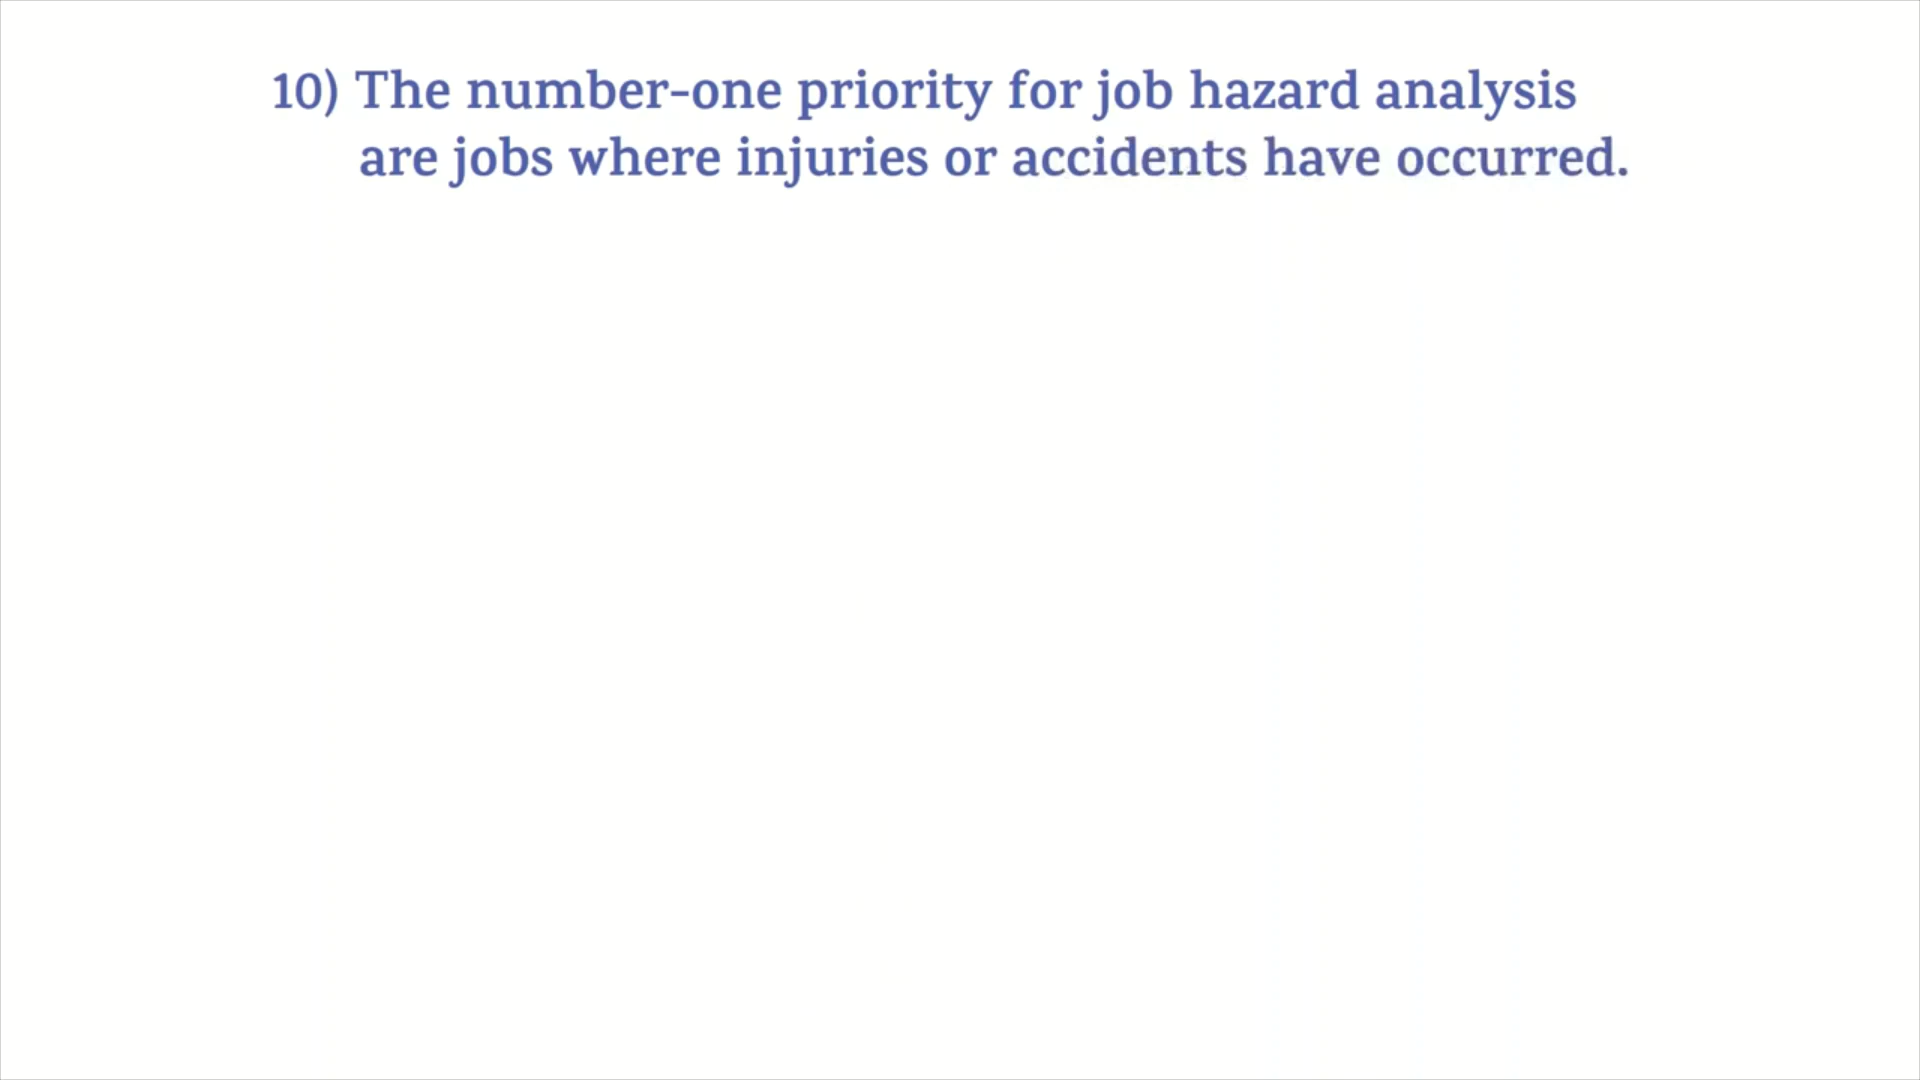 10) The number-one priority for job hazard analysis
are jobs where injuries or accidents have occurred.